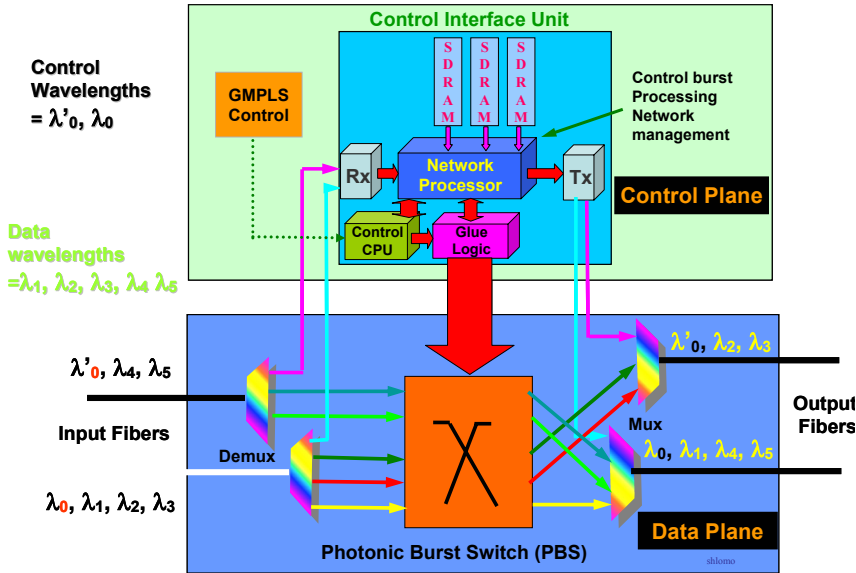 Control Interface Unit
Control
Wavelengths
= λ'0, λ0
GMPLS
Control
SDRAM
SDRAM
SDRAM
Control burst
Processing
Network
management
Rx
Network
Processor
Tx
Control Plane
Control
CPU
Glue
Logic
Data
wavelengths
=λ1, λ2, λ3, λ4 λ5
λ'0, λ4, λ5
λ'0, λ2, λ3
Input Fibers
Demux
Mux
Output
Fibers
λ0, λ1, λ4, λ5
λ0, λ1, λ2, λ3
Data Plane
Photonic Burst Switch (PBS)
shlomo